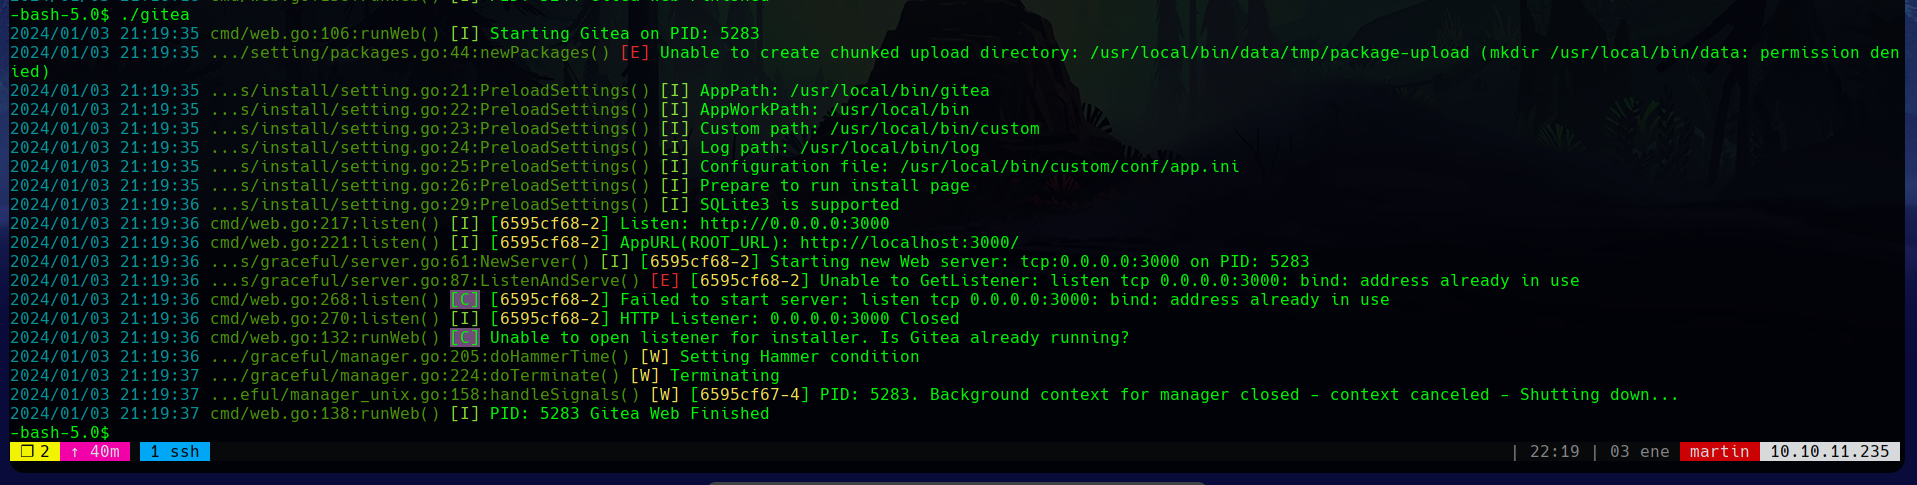 -bash-5.0$ ./gitea
2024/01/03 21:19:35 cmd/web.go:106:runWeb() [I] Starting Gitea on PID: 5283
2024/01/03 21:19:35 .../setting/packages.go:44:newPackages() [E] Unable to create chunked upload directory: /usr/local/bin/data/tmp/package-upload (mkdir /usr/local/bin/data: permission den
ied)
2024/01/03 21:19:35 ...s/install/setting.go:21:PreloadSettings() [I] AppPath: /usr/local/bin/gitea
2024/01/03 21:19:35 ...s/install/setting.go:22:PreloadSettings() [I] AppWorkPath: /usr/local/bin
2024/01/03 21:19:35 ...s/install/setting.go:23:PreloadSettings() [I] Custom path: /usr/local/bin/custom
2024/01/03 21:19:35 ...s/install/setting.go:24:PreloadSettings() [I] Log path: /usr/local/bin/log
2024/01/03 21:19:35 ...s/install/setting.go:25:PreloadSettings() [I] Configuration file: /usr/local/bin/custom/conf/app.ini
2024/01/03 21:19:35 ...s/install/setting.go:26:PreloadSettings() [I] Prepare to run install page
2024/01/03 21:19:36 ...s/install/setting.go:29:PreloadSettings() [I] SQLite3 is supported
2024/01/03 21:19:36 cmd/web.go:217:listen() [I] [6595cf68-2] Listen: http://0.0.0.0:3000
2024/01/03 21:19:36 cmd/web.go:221:listen() [I] [6595cf68-2] AppURL(ROOT_URL): http://localhost:3000/
2024/01/03 21:19:36 ...s/graceful/server.go:61:NewServer() [I] [6595cf68-2] Starting new Web server: tcp:0.0.0.0:3000 on PID: 5283
2024/01/03 21:19:36 ...s/graceful/server.go:87:ListenAndServe() [E] [6595cf68-2] Unable to GetListener: listen tcp 0.0.0.0:3000: bind: address already in use
2024/01/03 21:19:36 cmd/web.go:268:listen() [C] [6595cf68-2] Failed to start server: listen tcp 0.0.0.0:3000: bind: address already in use
2024/01/03 21:19:36 cmd/web.go:270:listen() [I] [6595cf68-2] HTTP Listener: 0.0.0.0:3000 Closed
2024/01/03 21:19:36 cmd/web.go:132:runWeb() [C] Unable to open listener for installer. Is Gitea already running?
2024/01/03 21:19:36 .../graceful/manager.go:205:doHammerTime() [W] Setting Hammer condition
2024/01/03 21:19:37 .../graceful/manager.go:224:doTerminate() [W] Terminating
2024/01/03 21:19:37 ...eful/manager_unix.go:158:handleSignals() [W] [6595cf67-4] PID: 5283. Background context for manager closed - context canceled - Shutting down...
2024/01/03 21:19:37 cmd/web.go:138:runWeb() [I] PID: 5283 Gitea Web Finished
-bash-5.0$
❐ 2 ↑ 40m 1 ssh | 22:19 | 03 ene martin 10.10.11.235